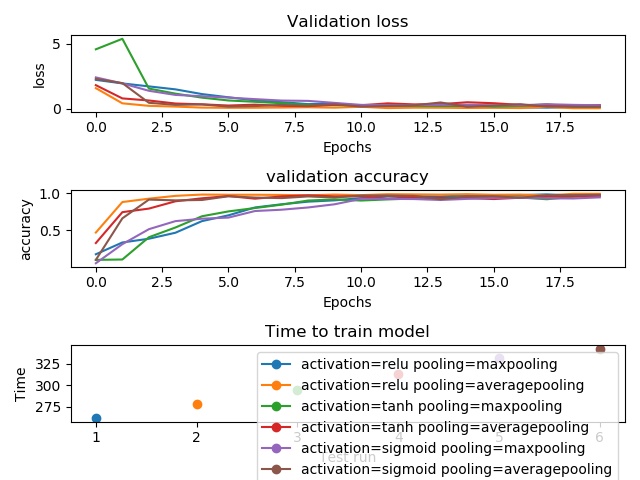 Validation loss
5
0
loss
0.0 2.5 5.0 7.5 10.0 12.5 15.0 17.5
Epochs
validation accuracy
1.0
0.5
accuracy
0.0 2.5 5.0 7.5 10.0 12.5 15.0 17.5
Epochs
Time to train model
325
300
275
Time
activation=relu pooling=maxpooling
activation=relu pooling=averagepooling
activation=tanh pooling=maxpooling
activation=tanh pooling=averagepooling
activation=sigmoid pooling=maxpooling
activation=sigmoid pooling=averagepooling
1 2 3 4 5 6
Test run